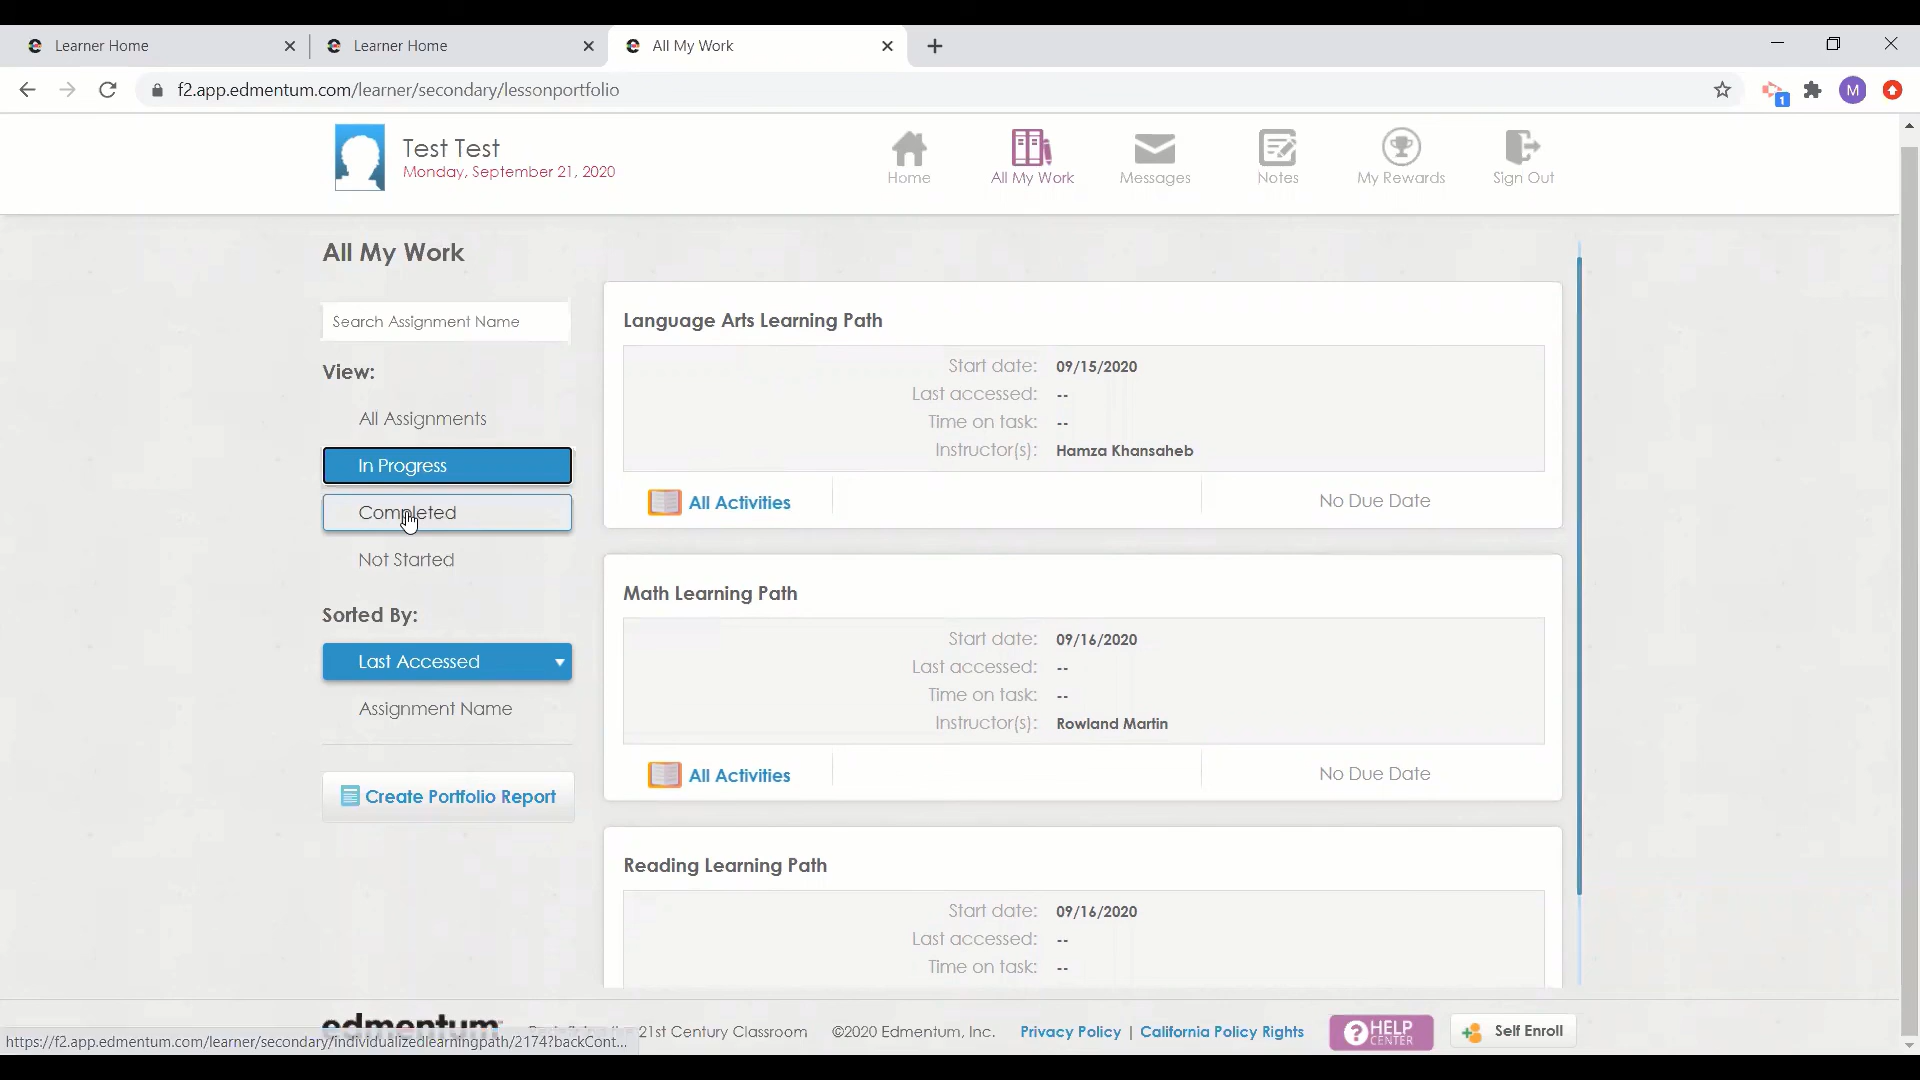 Learner Home
Learner Home
All My Work
f2.app.edmentum.com/learner/secondary/lessonportfolio
1
M
Test Test
Monday, September 21, 2020
Home
All My Work
Messages
Notes
My Rewards
Sign Out
All My Work
Search Assignment Name
View:
All Assignments
In Progress
Completed
Not Started
Sorted By:
Last Accessed
Assignment Name
Create Portfolio Report
Language Arts Learning Path
Start date: 09/15/2020
Last accessed: --
Time on task: --
Instructor(s): Hamza Khansaheb
All Activities
No Due Date
Math Learning Path
Start date: 09/16/2020
Last accessed: --
Time on task: --
Instructor(s): Rowland Martin
All Activities
No Due Date
Reading Learning Path
Start date: 09/16/2020
Last accessed: --
Time on task: --
edmentum
21st Century Classroom
©2020 Edmentum, Inc.
Privacy Policy | California Policy Rights
? HELP CENTER
Self Enroll
https://f2.app.edmentum.com/learner/secondary/individualizedlearningpath/2174?backCont...